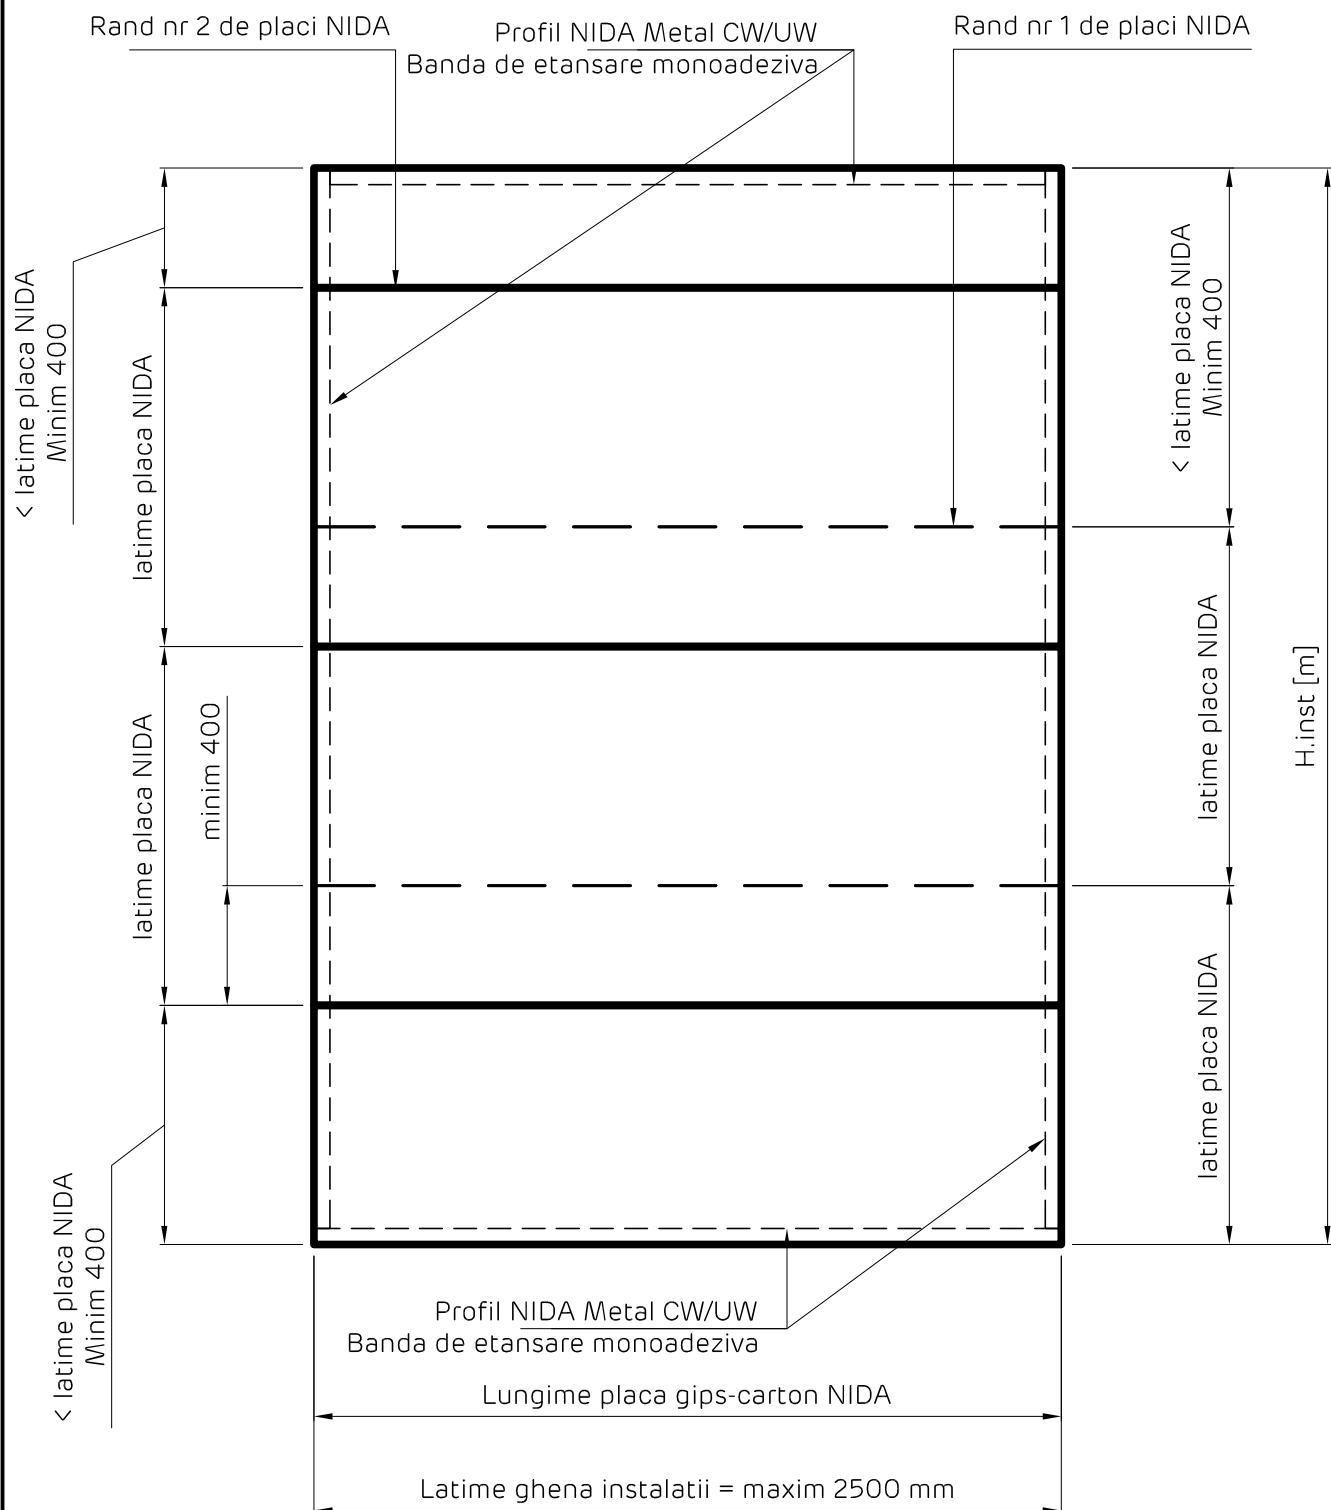 Rand nr 2 de placi NIDA
Profil NIDA Metal CW/UW
Banda de etansare monoadeziva
Rand nr 1 de placi NIDA
< latime placa NIDA
Minim 400
latime placa NIDA
< latime placa NIDA
Minim 400
latime placa NIDA
H.inst [m]
latime placa NIDA
minim 400
latime placa NIDA
< latime placa NIDA
Minim 400
Profil NIDA Metal CW/UW
Banda de etansare monoadeziva
Lungime placa gips-carton NIDA
Latime ghena instalatii = maxim 2500 mm